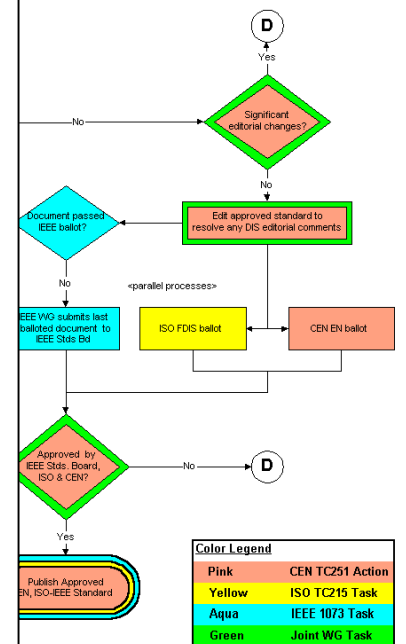 D
Yes
Significant
editorial changes?
No
No
Edit approved standard to
resolve any DIS editorial comments
Document passed
IEEE ballot?
No
«parallel processes»
IEEE WG submits last
balloted document to
IEEE Stds Bd
ISO FDIS ballot
CEN EN ballot
Approved by
IEEE Stds. Board,
ISO & CEN?
No
D
Yes
Publish Approved
EN, ISO-IEEE Standard
Color Legend
Pink CEN TC251 Action
Yellow ISO TC215 Task
Aqua IEEE 1073 Task
Green Joint WG Task